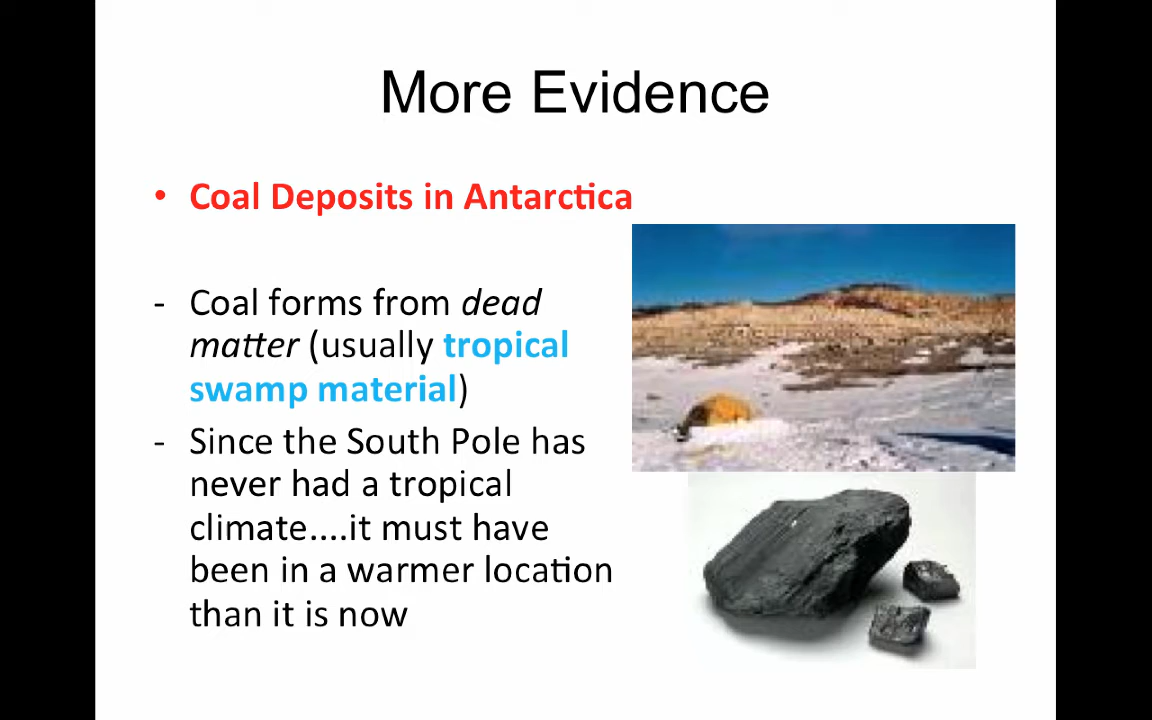 More Evidence
• Coal Deposits in Antarctica
- Coal forms from dead
matter (usually tropical
swamp material)
- Since the South Pole has
never had a tropical
climate....it must have
been in a warmer location
than it is now